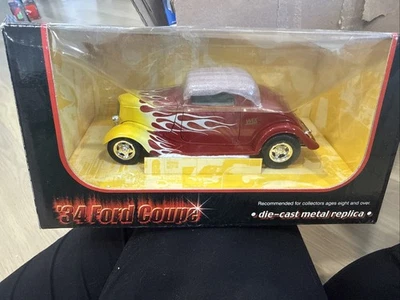 '34 Ford Coupe
Recommended for collectors ages eight and over.
• die-cast metal replica •